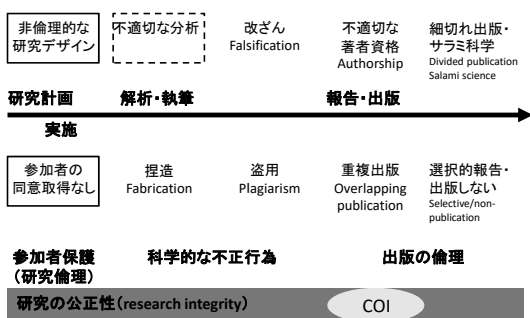 非倫理的な
研究デザイン
不適切な分析
改ざん
Falsification
不適切な
著者資格
Authorship
細切れ出版・
サラミ科学
Divided publication
Salami science
研究計画
解析・執筆
報告・出版
実施
参加者の
同意取得なし
捏造
Fabrication
盗用
Plagiarism
重複出版
Overlapping
publication
選択的報告・
出版しない
Selective/non-
publication
参加者保護
（研究倫理）
科学的な不正行為
出版の倫理
研究の公正性（research integrity）
COI